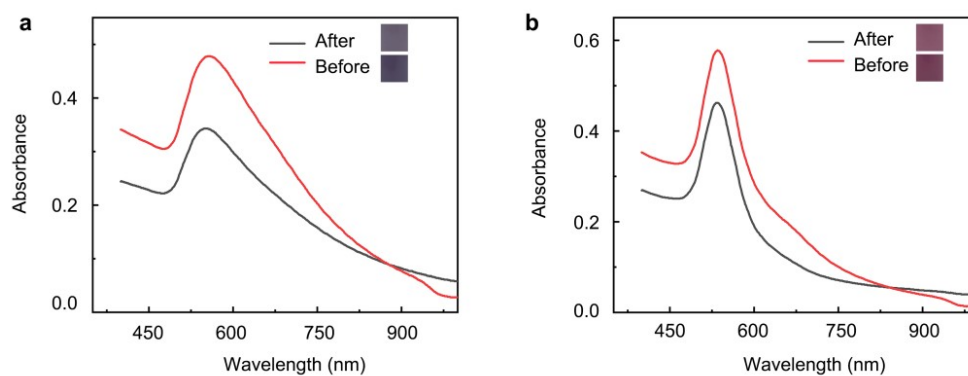 a
After
Before
0.4
0.2
0.0
Absorbance
450 600 750 900
Wavelength (nm)
b
After
Before
0.6
0.4
0.2
0.0
Absorbance
450 600 750 900
Wavelength (nm)